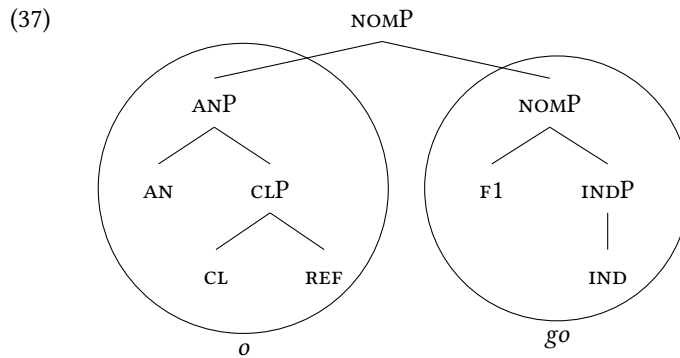 (37)
NOMP
ANP NOMP
AN CLP F1 INDP
CL REF IND
o go